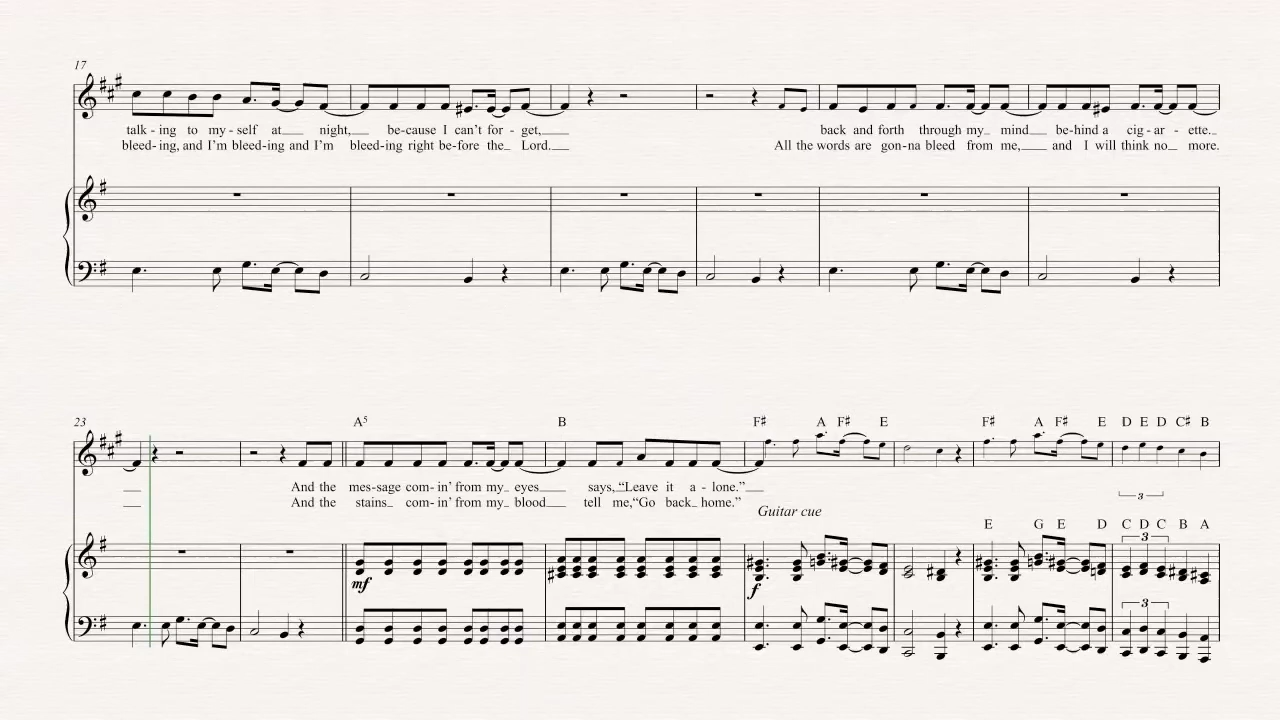 17
talk - ing to my - self at night, be-cause I can't for - get, back and forth through my mind behind a cig - ar - ette.
bleed- ing, and I'm bleed-ing and I'm bleed-ing right be-fore the Lord. All the words are gon-na bleed from me, and I will think no more.
23
A5 B F♯ A F♯ E F♯ A F♯ E D E D C♯ B
And the mes-sage com-in' from my eyes says, "Leave it a - lone."
3
And the stains com-in' from my blood tell me, "Go back home."
Guitar cue
E G E D C D C B A
3
mf f
3